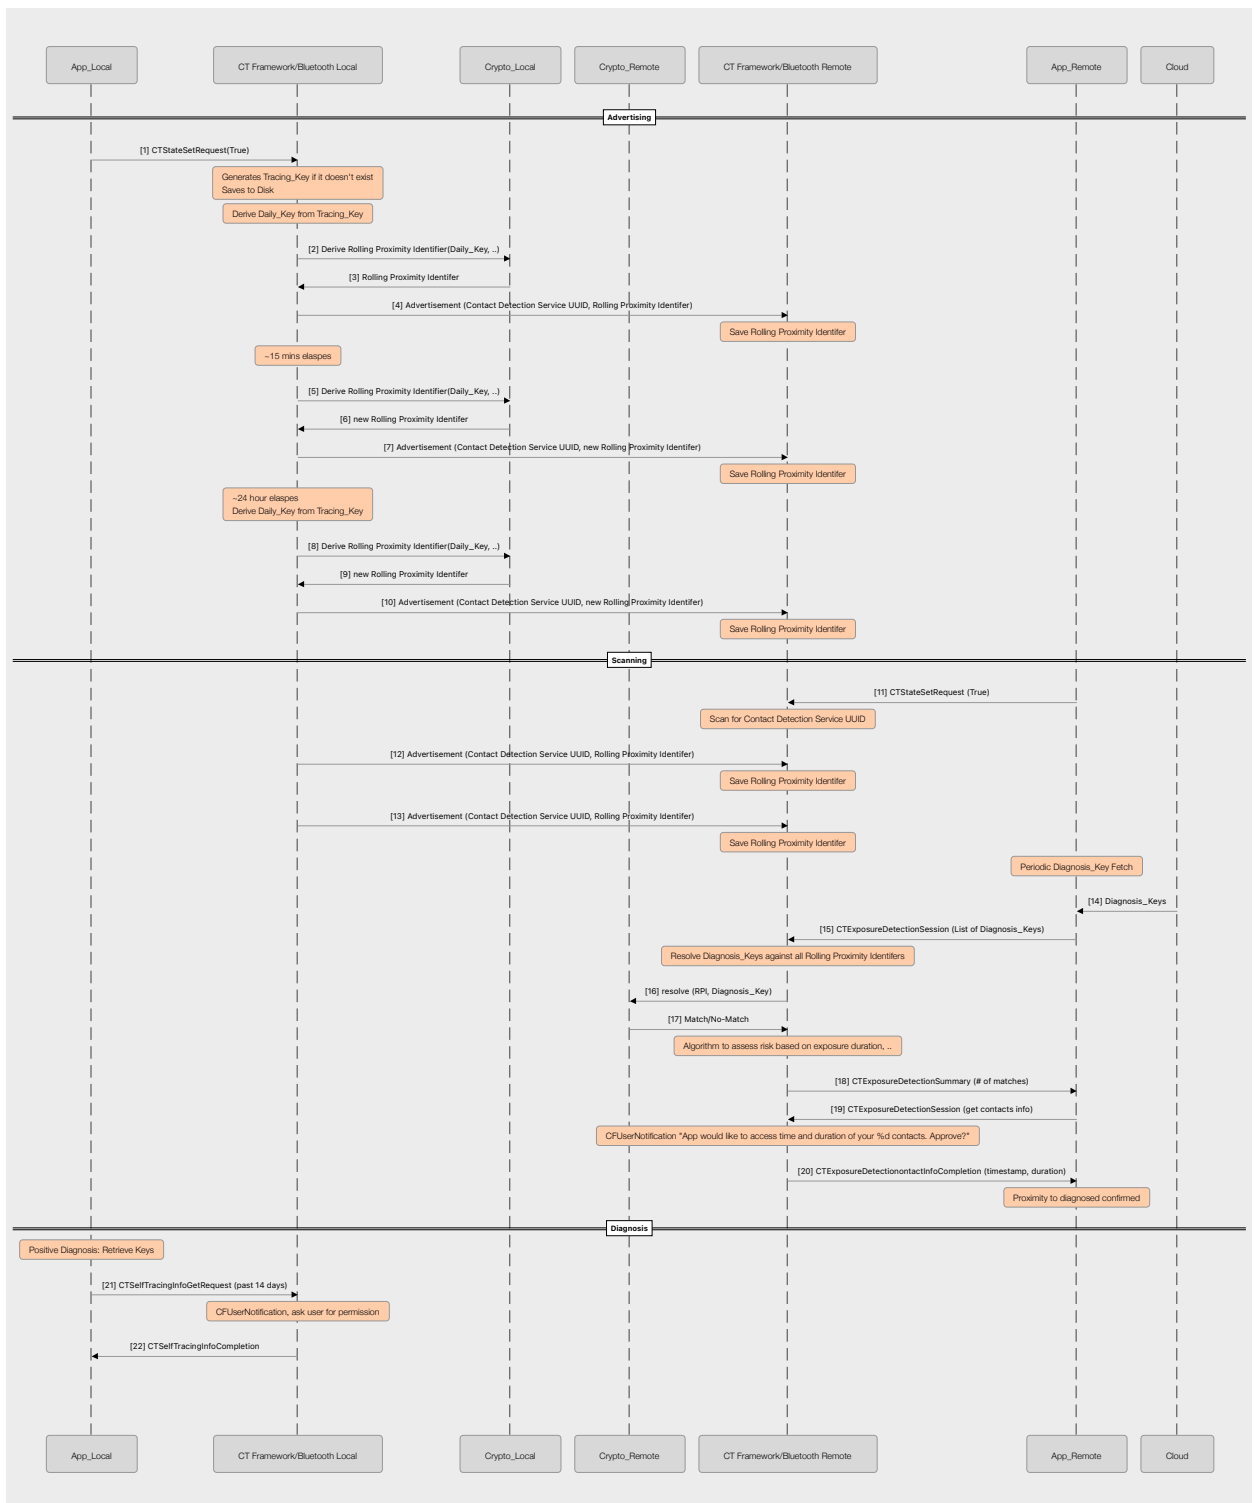 App_Local
CT Framework/Bluetooth Local
Crypto_Local
Crypto_Remote
CT Framework/Bluetooth Remote
App_Remote
Cloud
Advertising
[1] CTStateSetRequest(True)
Generates Tracing_Key if it doesn't exist
Saves to Disk
Derive Daily_Key from Tracing_Key
[2] Derive Rolling Proximity Identifier(Daily_Key, ..)
[3] Rolling Proximity Identifer
[4] Advertisement (Contact Detection Service UUID, Rolling Proximity Identifer)
Save Rolling Proximity Identifer
~15 mins elaspes
[5] Derive Rolling Proximity Identifier(Daily_Key, ..)
[6] new Rolling Proximity Identifer
[7] Advertisement (Contact Detection Service UUID, new Rolling Proximity Identifer)
Save Rolling Proximity Identifer
~24 hour elaspes
Derive Daily_Key from Tracing_Key
[8] Derive Rolling Proximity Identifier(Daily_Key, ..)
[9] new Rolling Proximity Identifer
[10] Advertisement (Contact Detection Service UUID, new Rolling Proximity Identifer)
Save Rolling Proximity Identifer
Scanning
[11] CTStateSetRequest (True)
Scan for Contact Detection Service UUID
[12] Advertisement (Contact Detection Service UUID, Rolling Proximity Identifer)
Save Rolling Proximity Identifer
[13] Advertisement (Contact Detection Service UUID, Rolling Proximity Identifer)
Save Rolling Proximity Identifer
Periodic Diagnosis_Key Fetch
[14] Diagnosis_Keys
[15] CTExposureDetectionSession (List of Diagnosis_Keys)
Resolve Diagnosis_Keys against all Rolling Proximity Identifers
[16] resolve (RPI, Diagnosis_Key)
[17] Match/No-Match
Algorithm to assess risk based on exposure duration, ..
[18] CTExposureDetectionSummary (# of matches)
[19] CTExposureDetectionSession (get contacts info)
CFUserNotification "App would like to access time and duration of your %d contacts. Approve?"
[20] CTExposureDetectionontactInfoCompletion (timestamp, duration)
Proximity to diagnosed confirmed
Diagnosis
Positive Diagnosis: Retrieve Keys
[21] CTSelfTracingInfoGetRequest (past 14 days)
CFUserNotification, ask user for permission
[22] CTSelfTracingInfoCompletion
App_Local
CT Framework/Bluetooth Local
Crypto_Local
Crypto_Remote
CT Framework/Bluetooth Remote
App_Remote
Cloud